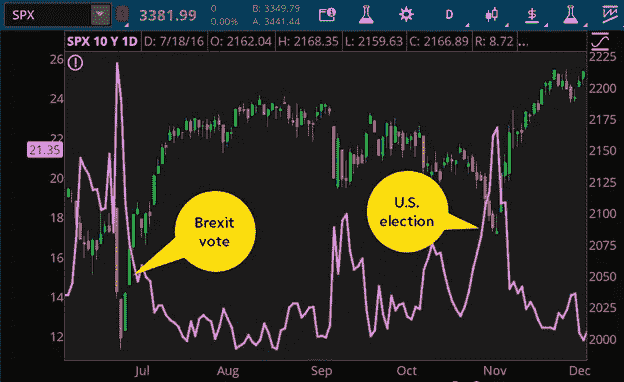 SPX 3381.99 0 0.00% B: 3349.79 A: 3441.44 D $
SPX 10 Y 1D D: 7/18/16 O: 2162.04 H: 2168.35 L: 2159.63 C: 2166.89 R: 8.72 ...
26
24
22
21.35
20
18
16
14
12
Brexit
vote
U.S.
election
2225
2200
2175
2150
2125
2100
2075
2050
2025
2000
Jul Aug Sep Oct Nov Dec